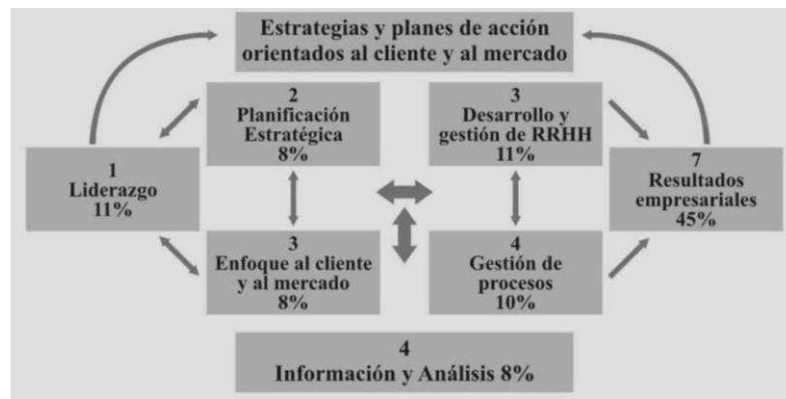 Estrategias y planes de acción
orientados al cliente y al mercado
2
Planificación
Estratégica
8%
3
Desarrollo y
gestión de RRHH
11%
1
Liderazgo
11%
7
Resultados
empresariales
45%
3
Enfoque al cliente
y al mercado
8%
4
Gestión de
procesos
10%
4
Información y Análisis 8%